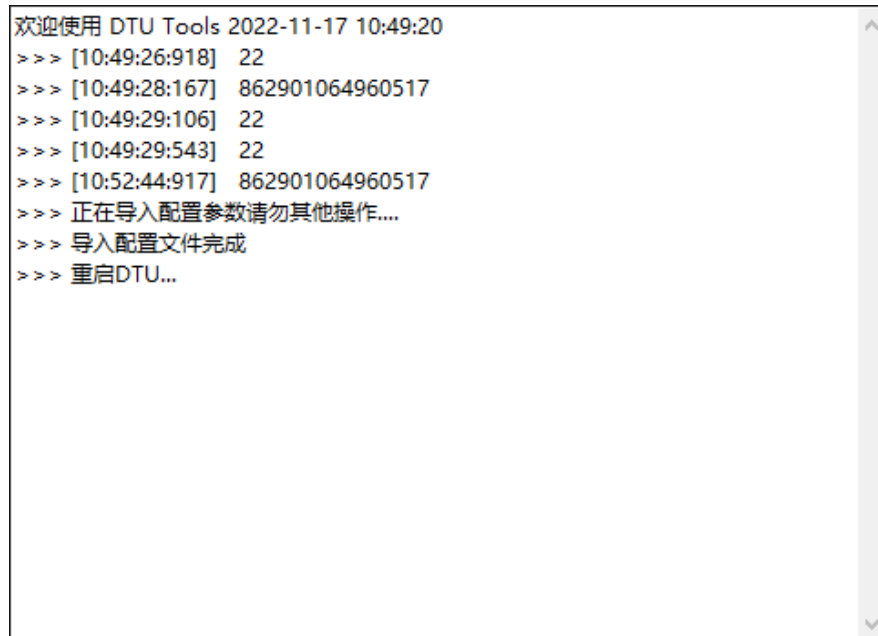 欢迎使用 DTU Tools 2022-11-17 10:49:20
>>> [10:49:26:918] 22
>>> [10:49:28:167] 862901064960517
>>> [10:49:29:106] 22
>>> [10:49:29:543] 22
>>> [10:52:44:917] 862901064960517
>>> 正在导入配置参数请勿其他操作....
>>> 导入配置文件完成
>>> 重启DTU...